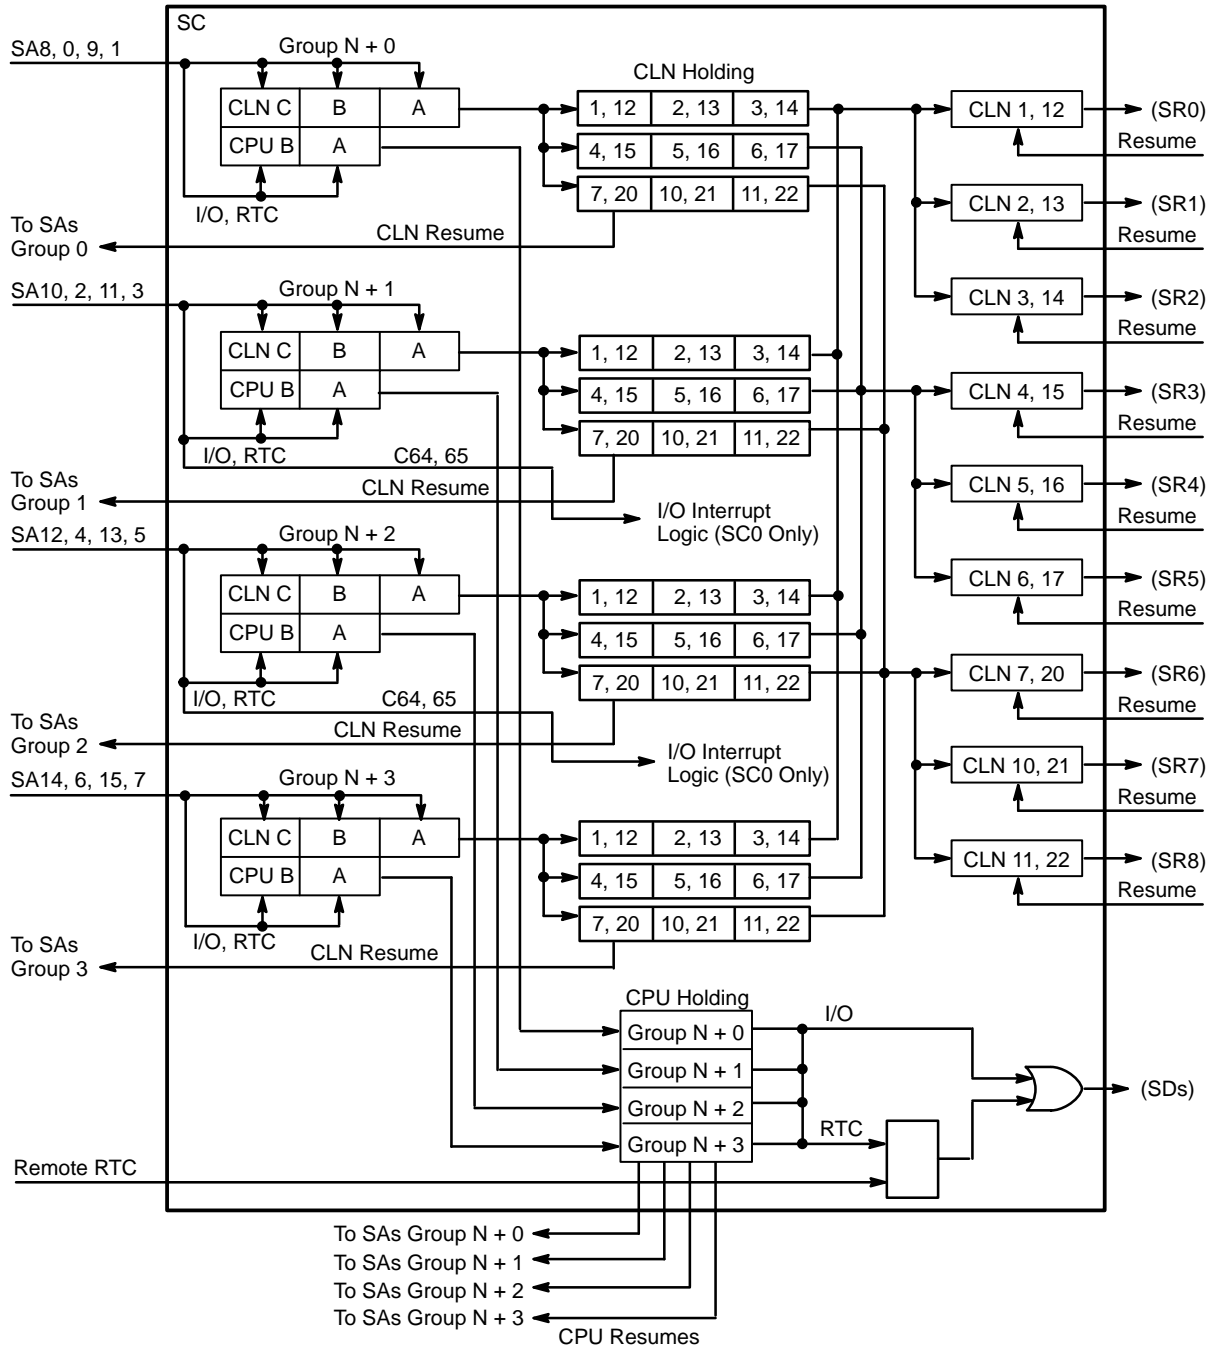 SC
SA8, 0, 9, 1
Group N + 0
CLN Holding
CLN C B A
CPU B A
I/O, RTC
1, 12 2, 13 3, 14
4, 15 5, 16 6, 17
7, 20 10, 21 11, 22
CLN 1, 12
(SR0)
Resume
CLN 2, 13
(SR1)
Resume
To SAs
Group 0
CLN Resume
CLN 3, 14
(SR2)
Resume
SA10, 2, 11, 3
Group N + 1
CLN C B A
CPU B A
I/O, RTC
1, 12 2, 13 3, 14
4, 15 5, 16 6, 17
7, 20 10, 21 11, 22
CLN 4, 15
(SR3)
Resume
C64, 65
To SAs
Group 1
CLN Resume
I/O Interrupt
Logic (SC0 Only)
CLN 5, 16
(SR4)
Resume
SA12, 4, 13, 5
Group N + 2
CLN C B A
CPU B A
I/O, RTC
1, 12 2, 13 3, 14
4, 15 5, 16 6, 17
7, 20 10, 21 11, 22
CLN 6, 17
(SR5)
Resume
CLN 7, 20
(SR6)
Resume
C64, 65
To SAs
Group 2
CLN Resume
I/O Interrupt
Logic (SC0 Only)
CLN 10, 21
(SR7)
Resume
SA14, 6, 15, 7
Group N + 3
CLN C B A
CPU B A
I/O, RTC
1, 12 2, 13 3, 14
4, 15 5, 16 6, 17
7, 20 10, 21 11, 22
CLN 11, 22
(SR8)
Resume
To SAs
Group 3
CLN Resume
CPU Holding
Group N + 0
Group N + 1
Group N + 2
Group N + 3
I/O
RTC
(SDs)
Remote RTC
To SAs Group N + 0
To SAs Group N + 1
To SAs Group N + 2
To SAs Group N + 3
CPU Resumes